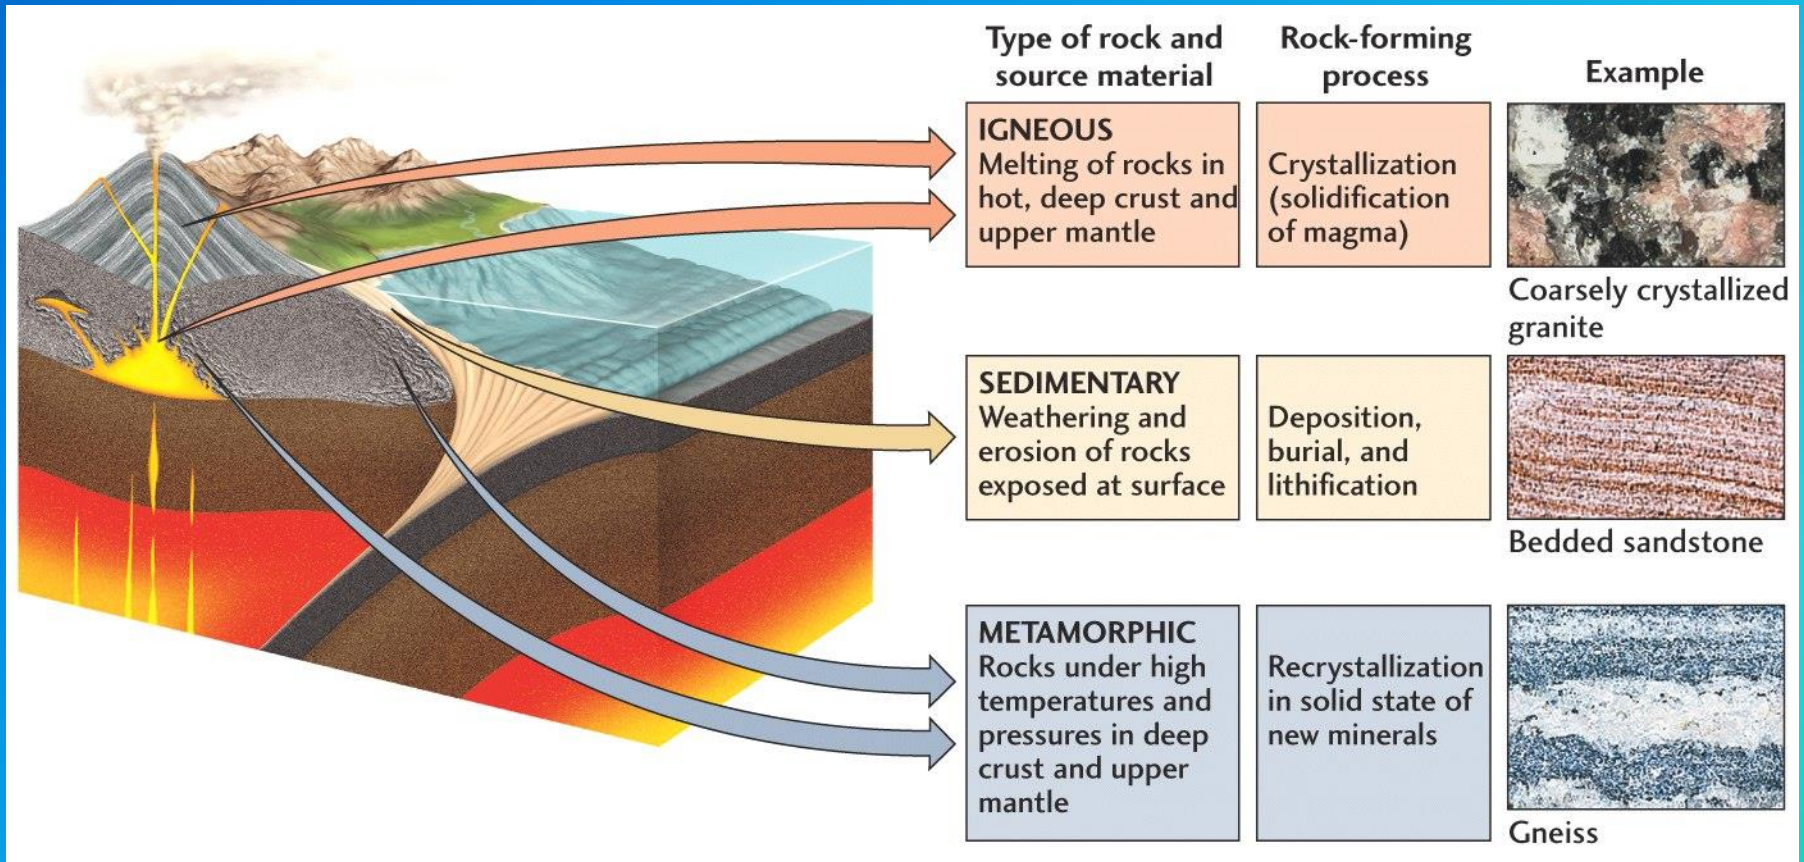 Type of rock and
source material
Rock-forming
process
Example
IGNEOUS
Melting of rocks in
hot, deep crust and
upper mantle
Crystallization
(solidification
of magma)
Coarsely crystallized
granite
SEDIMENTARY
Weathering and
erosion of rocks
exposed at surface
Deposition,
burial, and
lithification
Bedded sandstone
METAMORPHIC
Rocks under high
temperatures and
pressures in deep
crust and upper
mantle
Recrystallization
in solid state of
new minerals
Gneiss